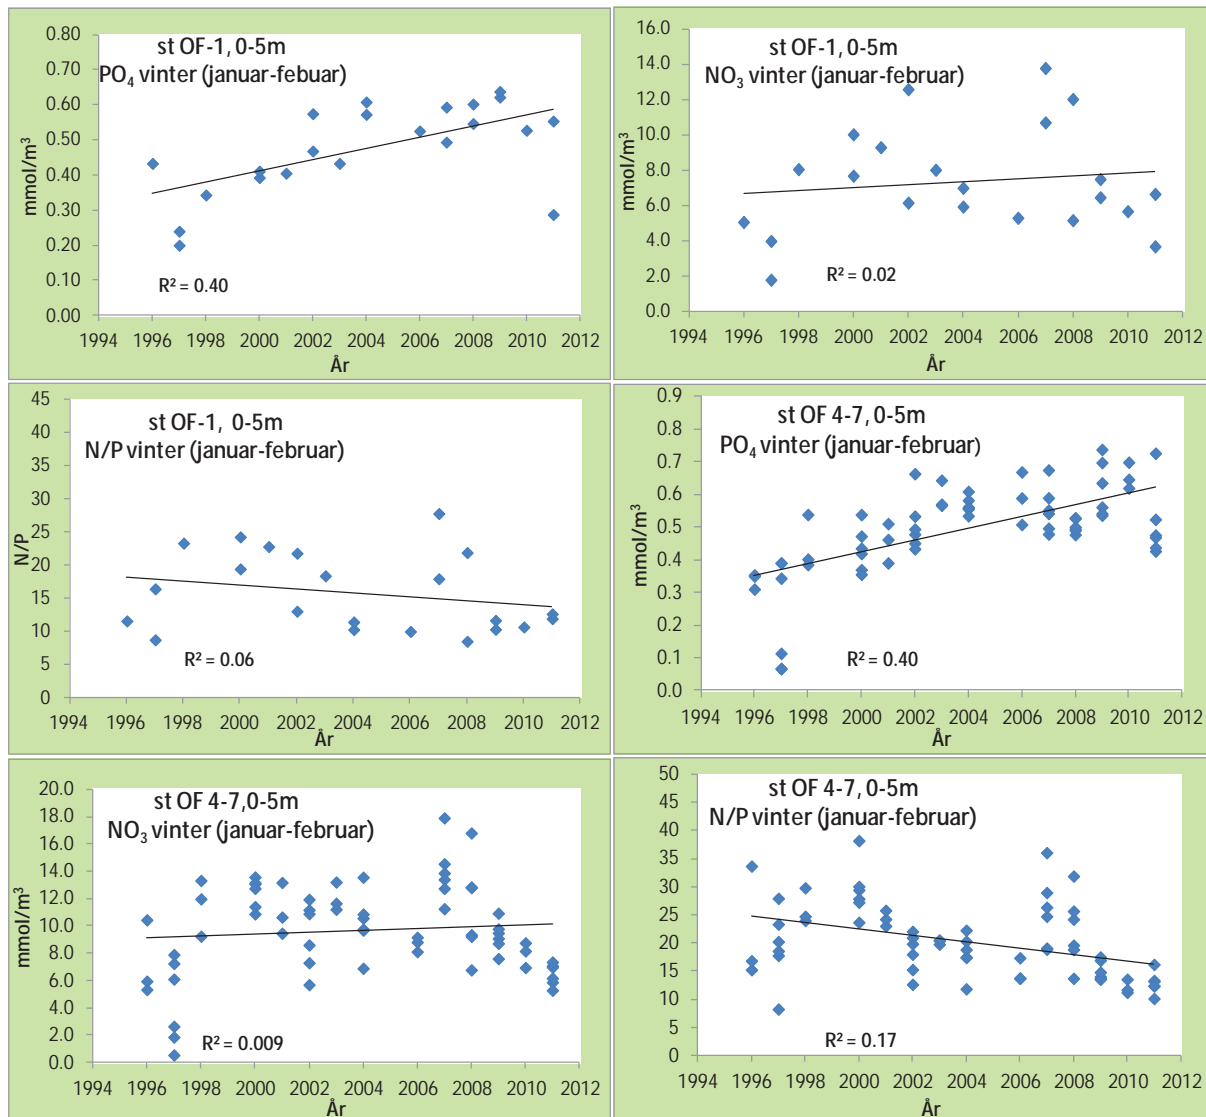 st OF-1, 0-5m
PO₄ vinter (januar-febuar)
mmol/m³
0.80
0.70
0.60
0.50
0.40
0.30
0.20
0.10
0.00
R² = 0.40
1994 1996 1998 2000 2002 2004 2006 2008 2010 2012
År
st OF-1, 0-5m
NO₃ vinter (januar-februar)
mmol/m³
16.0
14.0
12.0
10.0
8.0
6.0
4.0
2.0
0.0
R² = 0.02
1994 1996 1998 2000 2002 2004 2006 2008 2010 2012
År
st OF-1, 0-5m
N/P vinter (januar-februar)
N/P
45
40
35
30
25
20
15
10
5
0
R² = 0.06
1994 1996 1998 2000 2002 2004 2006 2008 2010 2012
År
st OF 4-7, 0-5m
PO₄ vinter (januar-februar)
mmol/m³
0.9
0.8
0.7
0.6
0.5
0.4
0.3
0.2
0.1
0.0
R² = 0.40
1994 1996 1998 2000 2002 2004 2006 2008 2010 2012
År
st OF 4-7,0-5m
NO₃ vinter (januar-februar)
mmol/m³
20.0
18.0
16.0
14.0
12.0
10.0
8.0
6.0
4.0
2.0
0.0
R² = 0.009
1994 1996 1998 2000 2002 2004 2006 2008 2010 2012
År
st OF 4-7, 0-5m
N/P vinter (januar-februar)
50
45
40
35
30
25
20
15
10
5
0
R² = 0.17
1994 1996 1998 2000 2002 2004 2006 2008 2010 2012
År